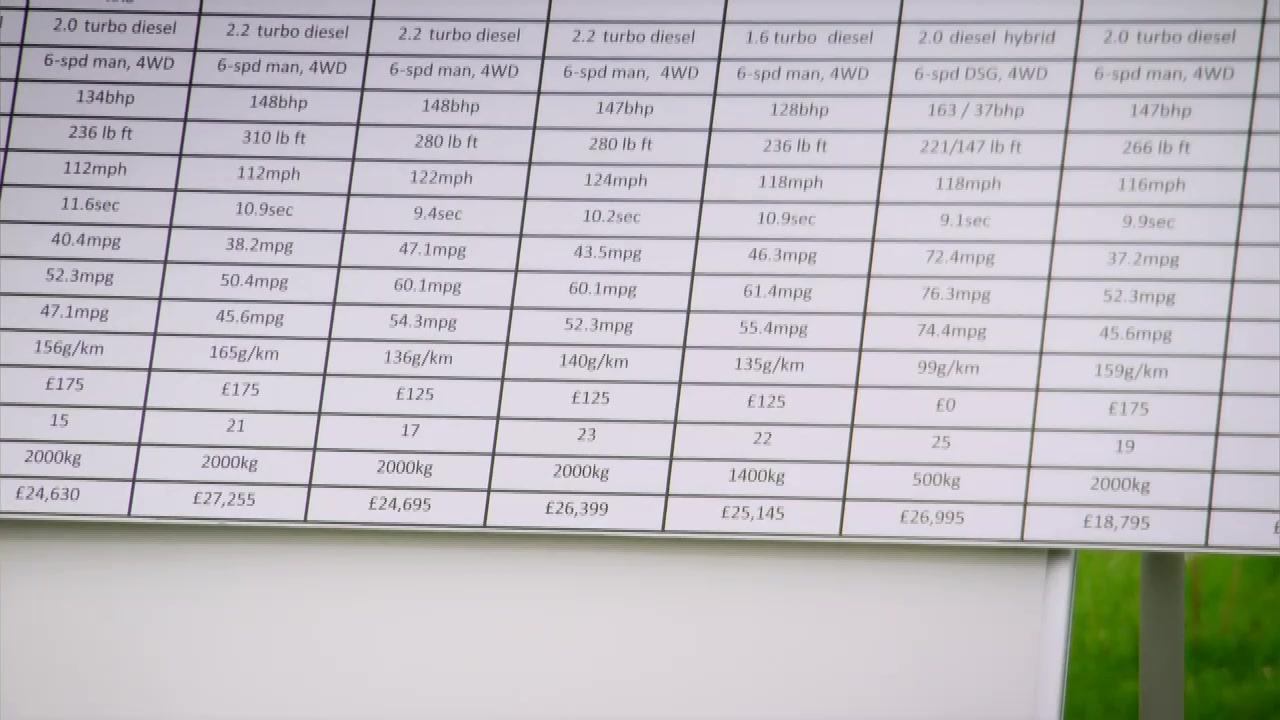 2.0 turbo diesel 2.2 turbo diesel 2.2 turbo diesel 2.2 turbo diesel 1.6 turbo diesel 2.0 diesel hybrid 2.0 turbo diesel
6-spd man, 4WD 6-spd man, 4WD 6-spd man, 4WD 6-spd man, 4WD 6-spd man, 4WD 6-spd DSG, 4WD 6-spd man, 4WD
134bhp 148bhp 148bhp 147bhp 128bhp 163 / 37bhp 147bhp
236 lb ft 310 lb ft 280 lb ft 280 lb ft 236 lb ft 221/147 lb ft 266 lb ft
112mph 112mph 122mph 124mph 118mph 118mph 116mph
11.6sec 10.9sec 9.4sec 10.2sec 10.9sec 9.1sec 9.9sec
40.4mpg 38.2mpg 47.1mpg 43.5mpg 46.3mpg 72.4mpg 37.2mpg
52.3mpg 50.4mpg 60.1mpg 60.1mpg 61.4mpg 76.3mpg 52.3mpg
47.1mpg 45.6mpg 54.3mpg 52.3mpg 55.4mpg 74.4mpg 45.6mpg
156g/km 165g/km 136g/km 140g/km 135g/km 99g/km 159g/km
£175 £175 £125 £125 £125 £0 £175
15 21 17 23 22 25 19
2000kg 2000kg 2000kg 2000kg 1400kg 500kg 2000kg
£24,630 £27,255 £24,695 £26,399 £25,145 £26,995 £18,795 £